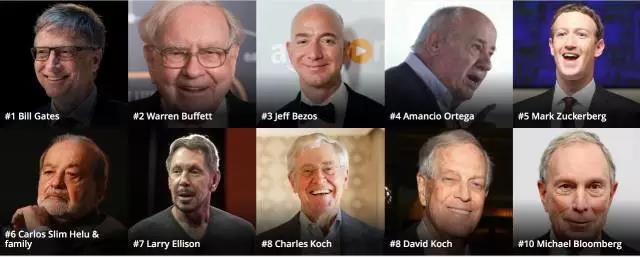 #1 Bill Gates
#2 Warren Buffett
#3 Jeff Bezos
#4 Amancio Ortega
#5 Mark Zuckerberg
#6 Carlos Slim Helu &
family
#7 Larry Ellison
#8 Charles Koch
#8 David Koch
#10 Michael Bloomberg